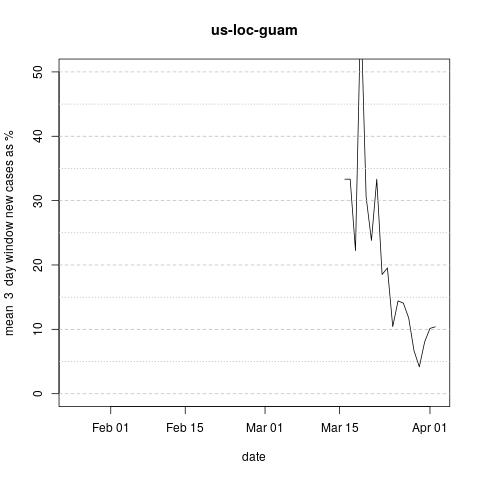 us-loc-guam
mean 3 day window new cases as %
50
40
30
20
10
0
Feb 01
Feb 15
Mar 01
Mar 15
Apr 01
date